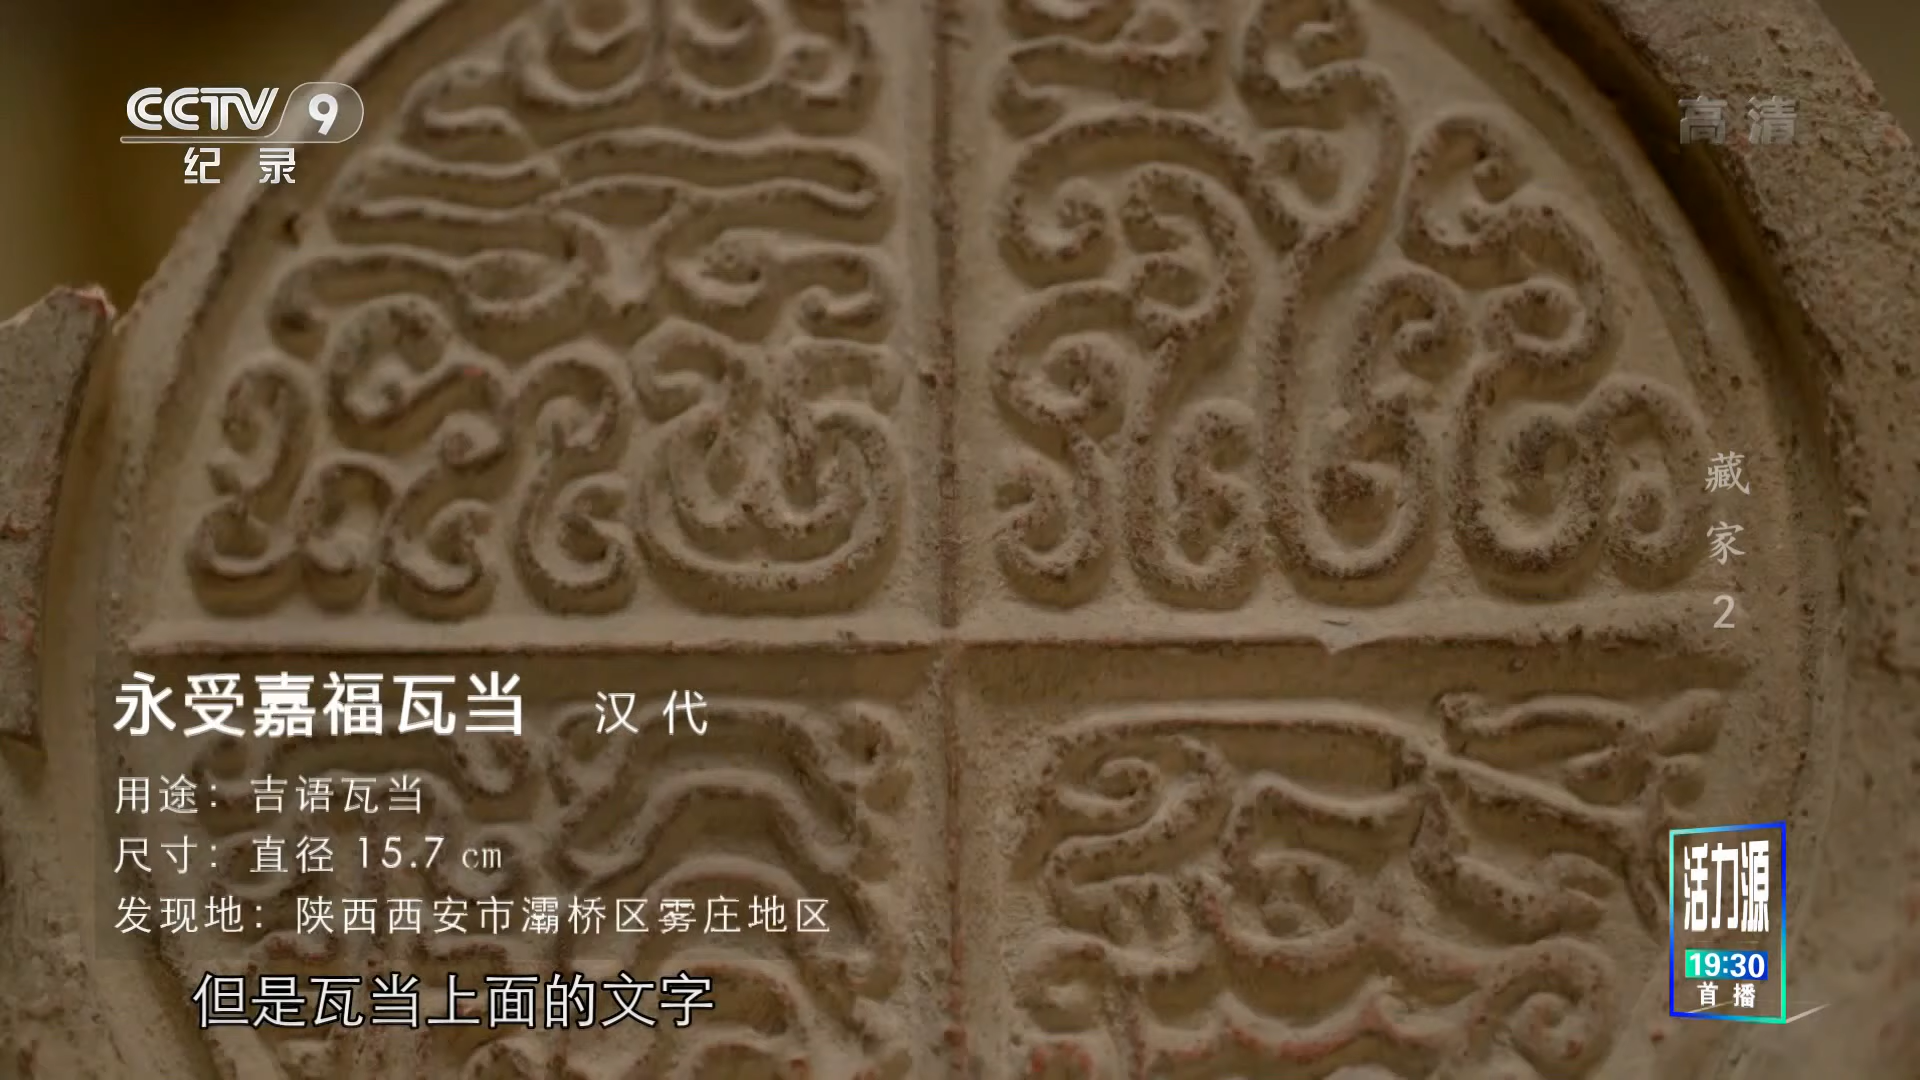 CCTV 9
纪 录
高 清
藏家2
永受嘉福瓦当 汉 代
用途：吉语瓦当
尺寸：直径 15.7 cm
发现地：陕西西安市灞桥区雾庄地区
但是瓦当上面的文字
活力源
19:30
首 播